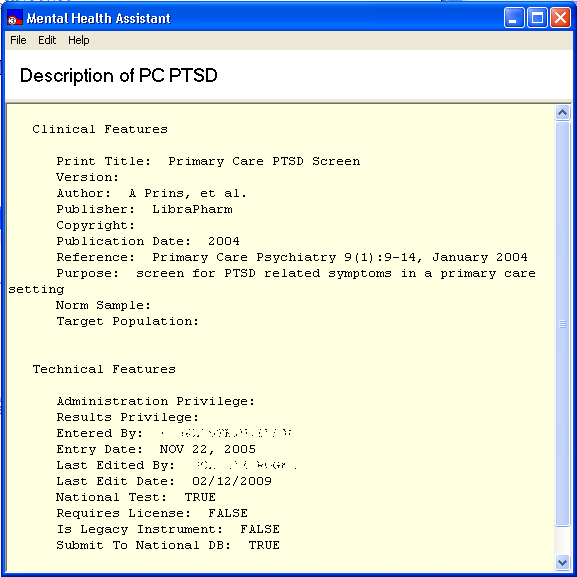 Mental Health Assistant
File Edit Help
Description of PC PTSD
Clinical Features
Print Title: Primary Care PTSD Screen
Version:
Author: A Prins, et al.
Publisher: LibraPharm
Copyright:
Publication Date: 2004
Reference: Primary Care Psychiatry 9(1):9-14, January 2004
Purpose: screen for PTSD related symptoms in a primary care
setting
Norm Sample:
Target Population:
Technical Features
Administration Privilege:
Results Privilege:
Entered By:
Entry Date: NOV 22, 2005
Last Edited By:
Last Edit Date: 02/12/2009
National Test: TRUE
Requires License: FALSE
Is Legacy Instrument: FALSE
Submit To National DB: TRUE